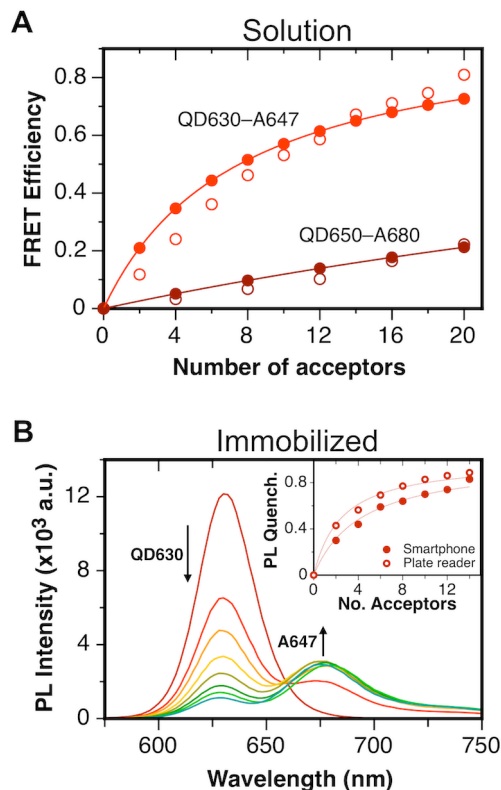 A
Solution
FRET Efficiency
0.8
0.6
0.4
0.2
0
QD630–A647
QD650–A680
0 4 8 12 16 20
Number of acceptors
B
Immobilized
PL Intensity (x10³ a.u.)
12
8
4
0
QD630
A647
PL Quench.
0.8
0.4
0
Smartphone
Plate reader
0 4 8 12
No. Acceptors
600 650 700 750
Wavelength (nm)